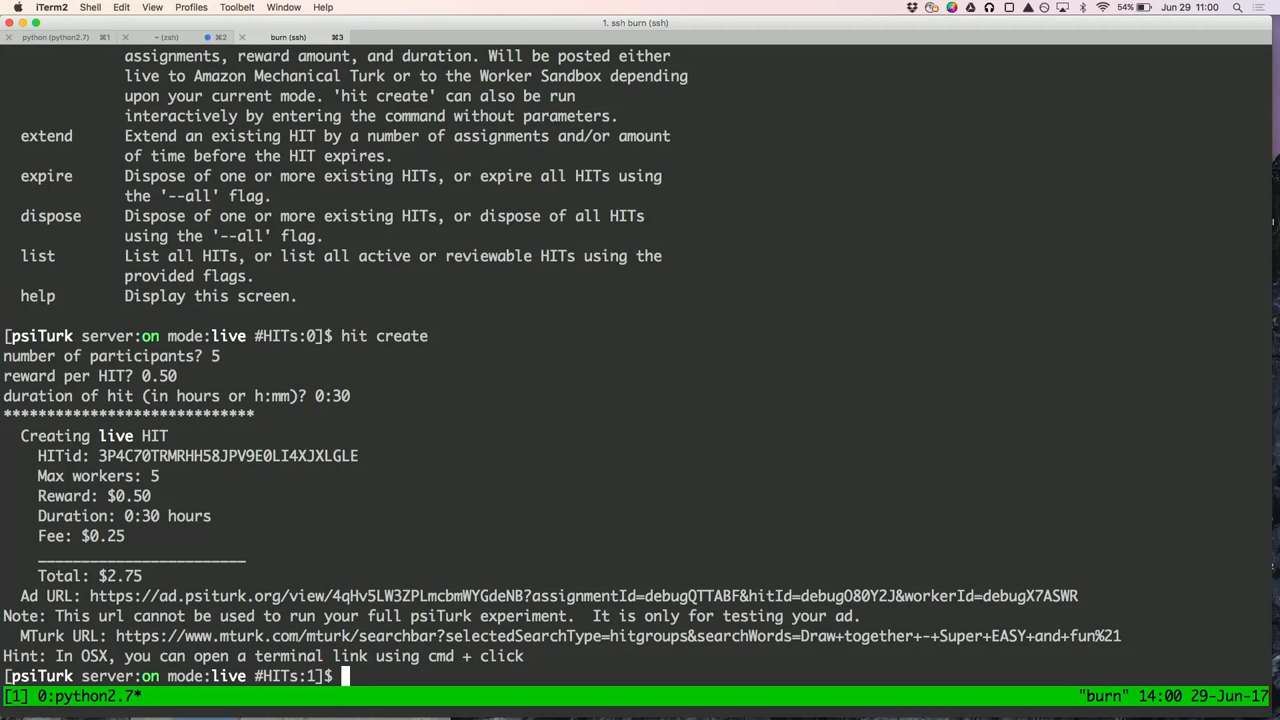 iTerm2 Shell Edit View Profiles Toolbelt Window Help 54% Jun 29 11:00
1. ssh burn (ssh)
python (python2.7) ⌘1 ~ (zsh) ⌘2 burn (ssh) ⌘3
assignments, reward amount, and duration. Will be posted either
live to Amazon Mechanical Turk or to the Worker Sandbox depending
upon your current mode. 'hit create' can also be run
interactively by entering the command without parameters.
extend Extend an existing HIT by a number of assignments and/or amount
of time before the HIT expires.
expire Dispose of one or more existing HITs, or expire all HITs using
the '--all' flag.
dispose Dispose of one or more existing HITs, or dispose of all HITs
using the '--all' flag.
list List all HITs, or list all active or reviewable HITs using the
provided flags.
help Display this screen.
[psiTurk server:on mode:live #HITs:0]$ hit create
number of participants? 5
reward per HIT? 0.50
duration of hit (in hours or h:mm)? 0:30
*****************************
Creating live HIT
HITid: 3P4C70TRMRHH58JPV9E0LI4XJXLGLE
Max workers: 5
Reward: $0.50
Duration: 0:30 hours
Fee: $0.25
________________________
Total: $2.75
Ad URL: https://ad.psiturk.org/view/4qHv5LW3ZPLmcbmWYGdeNB?assignmentId=debugQTTABF&hitId=debugO80Y2J&workerId=debugX7ASWR
Note: This url cannot be used to run your full psiTurk experiment.  It is only for testing your ad.
MTurk URL: https://www.mturk.com/mturk/searchbar?selectedSearchType=hitgroups&searchWords=Draw+together+-+Super+EASY+and+fun%21
Hint: In OSX, you can open a terminal link using cmd + click
[psiTurk server:on mode:live #HITs:1]$
[1] 0:python2.7* "burn" 14:00 29-Jun-17